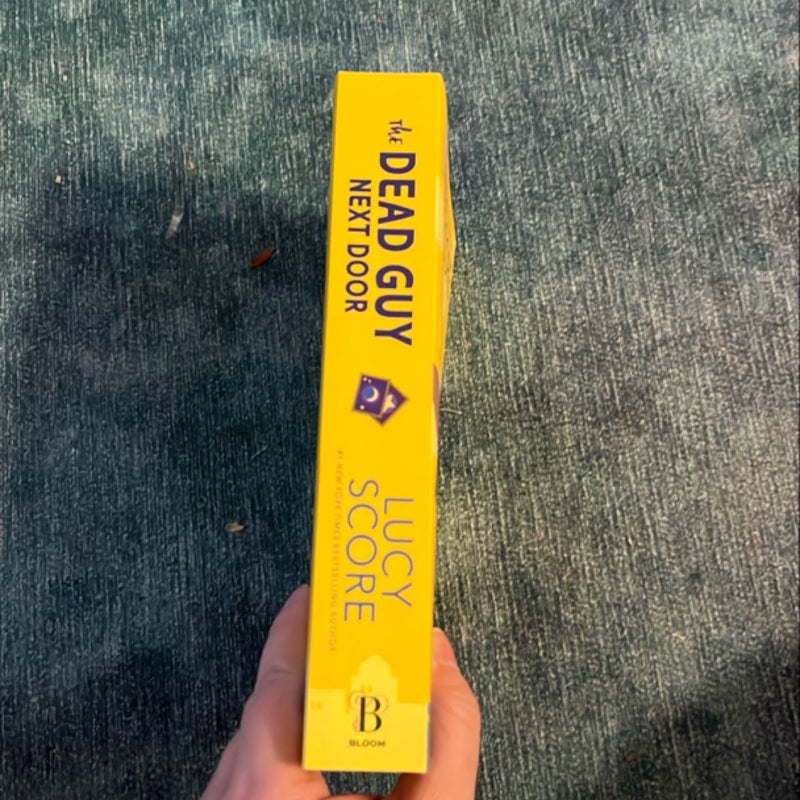 the DEAD GUY
NEXT DOOR
LUCY
SCORE
#1 NEW YORK TIMES BESTSELLING AUTHOR
B
BLOOM